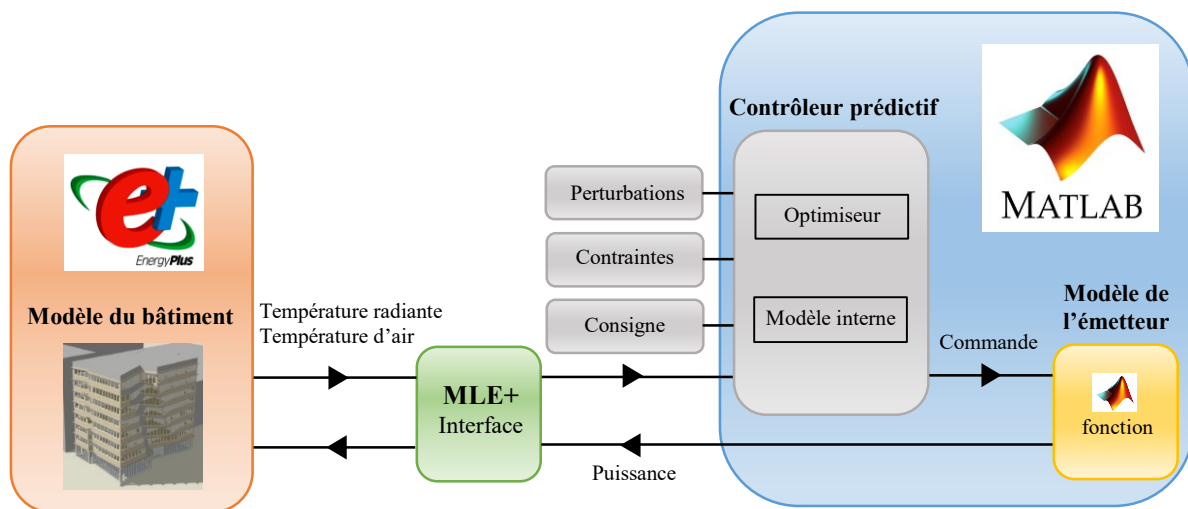 e+
EnergyPlus
Modèle du bâtiment
Température radiante
Température d'air
MLE+
Interface
Perturbations
Contraintes
Consigne
Contrôleur prédictif
Optimiseur
Modèle interne
MATLAB
Commande
Modèle de
l'émetteur
fonction
Puissance